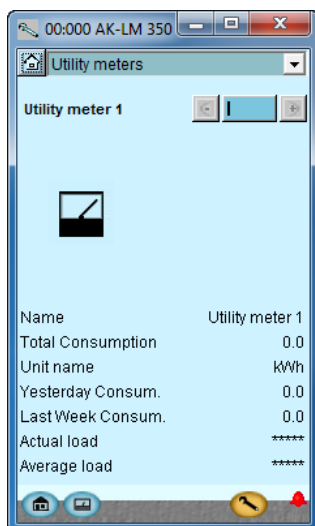 00:000 AK-LM 350
Utility meters
Utility meter 1 1
Name Utility meter 1
Total Consumption 0.0
Unit name kWh
Yesterday Consum. 0.0
Last Week Consum. 0.0
Actual load *****
Average load *****